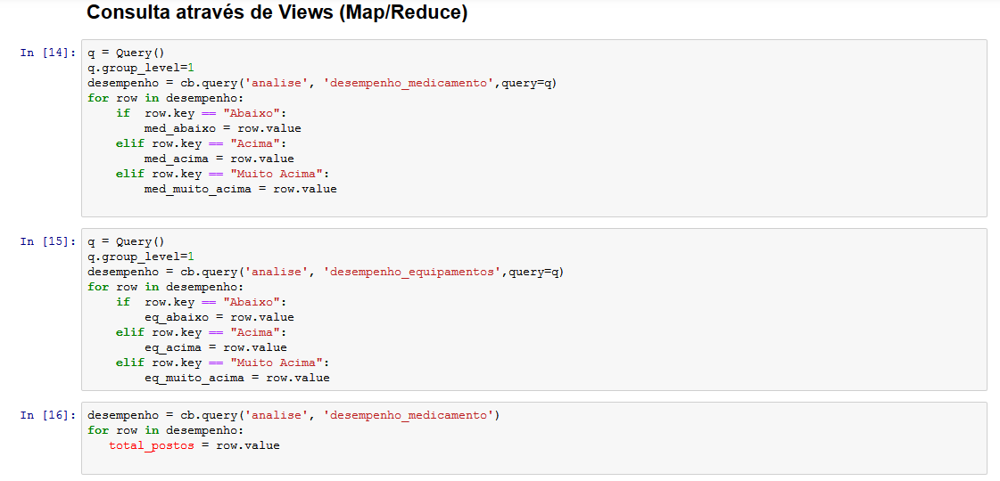 Consulta através de Views (Map/Reduce)
In [14]: q = Query()
q.group_level=1
desempenho = cb.query('analise', 'desempenho_medicamento',query=q)
for row in desempenho:
    if  row.key == "Abaixo":
        med_abaixo = row.value
    elif row.key == "Acima":
        med_acima = row.value
    elif row.key == "Muito Acima":
        med_muito_acima = row.value
In [15]: q = Query()
q.group_level=1
desempenho = cb.query('analise', 'desempenho_equipamentos',query=q)
for row in desempenho:
    if  row.key == "Abaixo":
        eq_abaixo = row.value
    elif row.key == "Acima":
        eq_acima = row.value
    elif row.key == "Muito Acima":
        eq_muito_acima = row.value
In [16]: desempenho = cb.query('analise', 'desempenho_medicamento')
for row in desempenho:
   total_postos = row.value